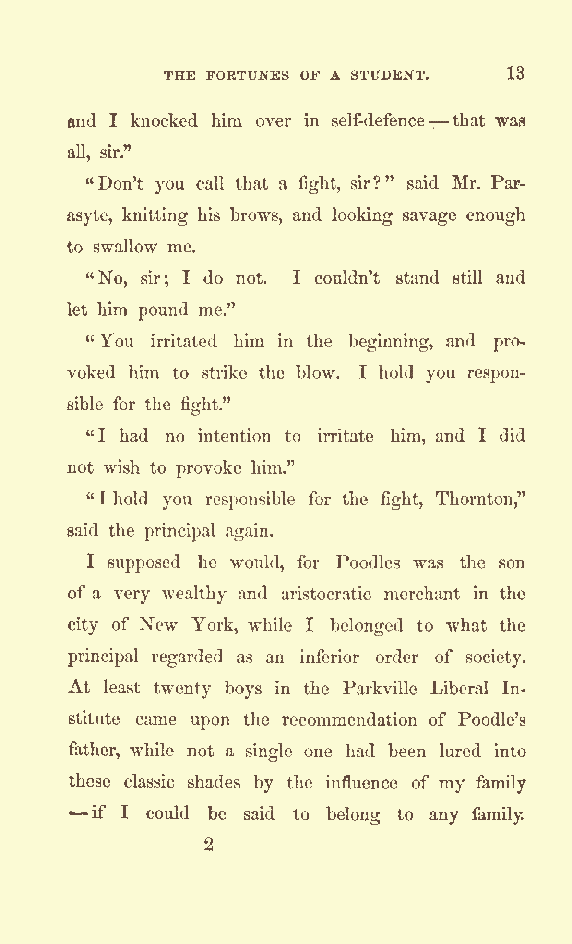 THE FORTUNES OF A STUDENT. 13
and I knocked him over in self-defence—that was
all, sir."
"Don't you call that a fight, sir?" said Mr. Par-
asyte, knitting his brows, and looking savage enough
to swallow me.
"No, sir; I do not. I couldn't stand still and
let him pound me."
"You irritated him in the beginning, and pro-
voked him to strike the blow. I hold you respon-
sible for the fight."
"I had no intention to irritate him, and I did
not wish to provoke him."
"I hold you responsible for the fight, Thornton,"
said the principal again.
I supposed he would, for Poodles was the son
of a very wealthy and aristocratic merchant in the
city of New York, while I belonged to what the
principal regarded as an inferior order of society.
At least twenty boys in the Parkville Liberal In-
stitute came upon the recommendation of Poodle's
father, while not a single one had been lured into
these classic shades by the influence of my family
—if I could be said to belong to any family.
2